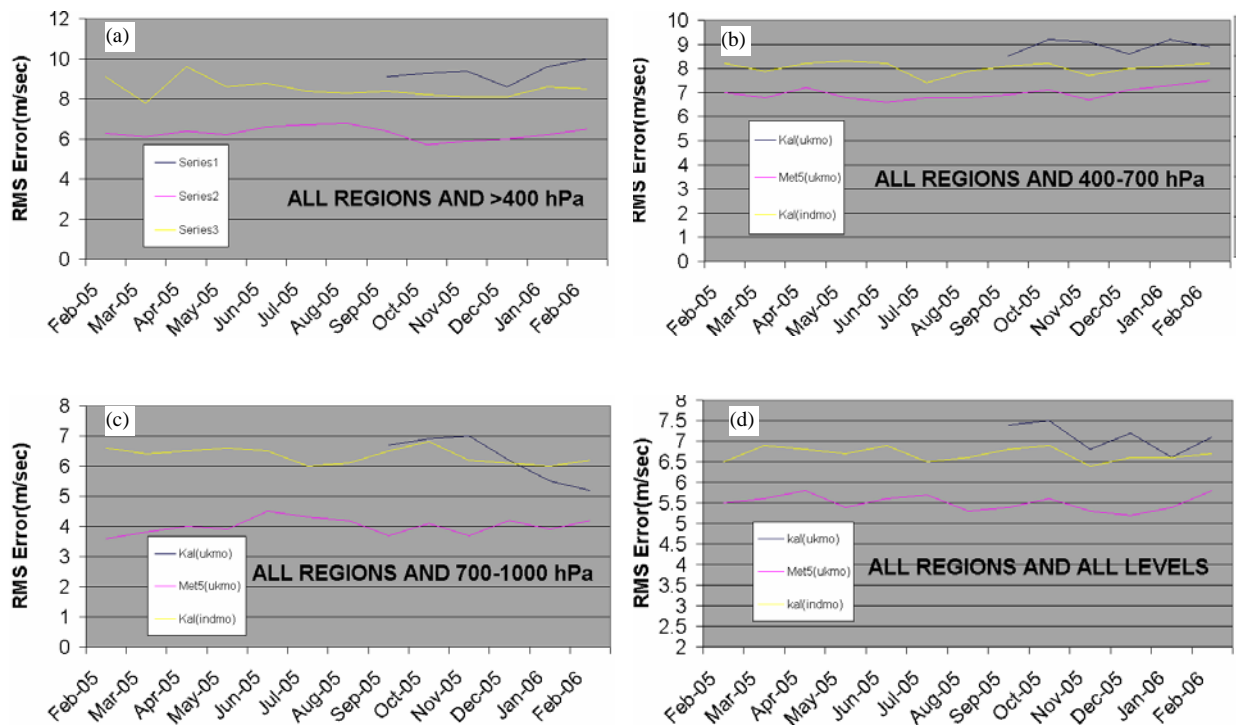 (a)
12
10
8
6
4
2
0
RMS Error(m/sec)
Series1
Series2
Series3
ALL REGIONS AND >400 hPa
Feb-05
Mar-05
Apr-05
May-05
Jun-05
Jul-05
Aug-05
Sep-05
Oct-05
Nov-05
Dec-05
Jan-06
Feb-06
(b)
10
9
8
7
6
5
4
3
2
1
0
RMS Error(m/sec)
Kal(ukmo)
Met5(ukmo)
Kal(indmo)
ALL REGIONS AND 400-700 hPa
Feb-05
Mar-05
Apr-05
May-05
Jun-05
Jul-05
Aug-05
Sep-05
Oct-05
Nov-05
Dec-05
Jan-06
Feb-06
(c)
8
7
6
5
4
3
2
1
0
RMS Error(m/sec)
Kal(ukmo)
Met5(ukmo)
Kal(indmo)
ALL REGIONS AND 700-1000 hPa
Feb-05
Mar-05
Apr-05
May-05
Jun-05
Jul-05
Aug-05
Sep-05
Oct-05
Nov-05
Dec-05
Jan-06
Feb-06
(d)
8
7.5
7
6.5
6
5.5
5
4.5
4
3.5
3
2.5
2
RMS Error(m/sec)
kal(ukmo)
Met5(ukmo)
kal(indmo)
ALL REGIONS AND ALL LEVELS
Feb-05
Mar-05
Apr-05
May-05
Jun-05
Jul-05
Aug-05
Sep-05
Oct-05
Nov-05
Dec-05
Jan-06
Feb-06